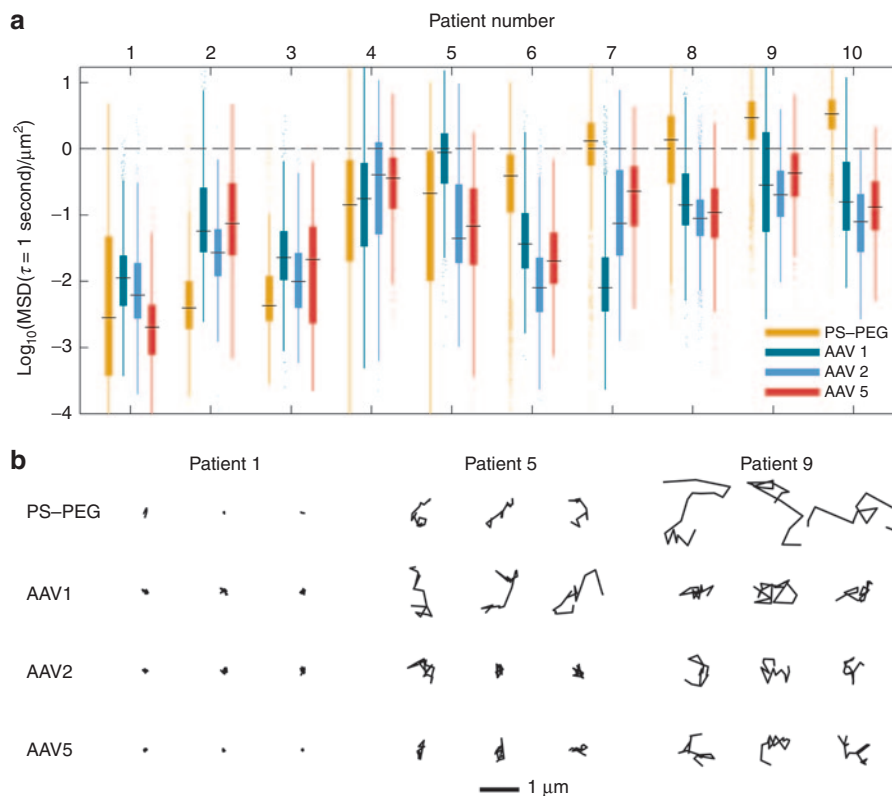 a
Patient number
1 2 3 4 5 6 7 8 9 10
Log10(MSD(τ = 1 second)/μm²)
1
0
−1
−2
−3
−4
PS–PEG
AAV 1
AAV 2
AAV 5
b
Patient 1 Patient 5 Patient 9
PS–PEG
AAV1
AAV2
AAV5
1 μm